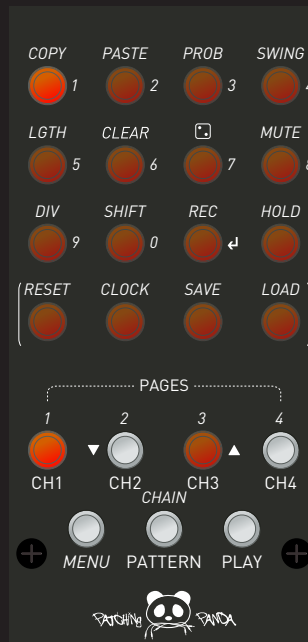 COPY PASTE PROB SWING
1 2 3 4
LGTH CLEAR MUTE
5 6 7 8
DIV SHIFT REC HOLD
9 0
RESET CLOCK SAVE LOAD
PAGES
1 2 3 4
CH1 CH2 CH3 CH4
CHAIN
MENU PATTERN PLAY
PATCHING PANDA